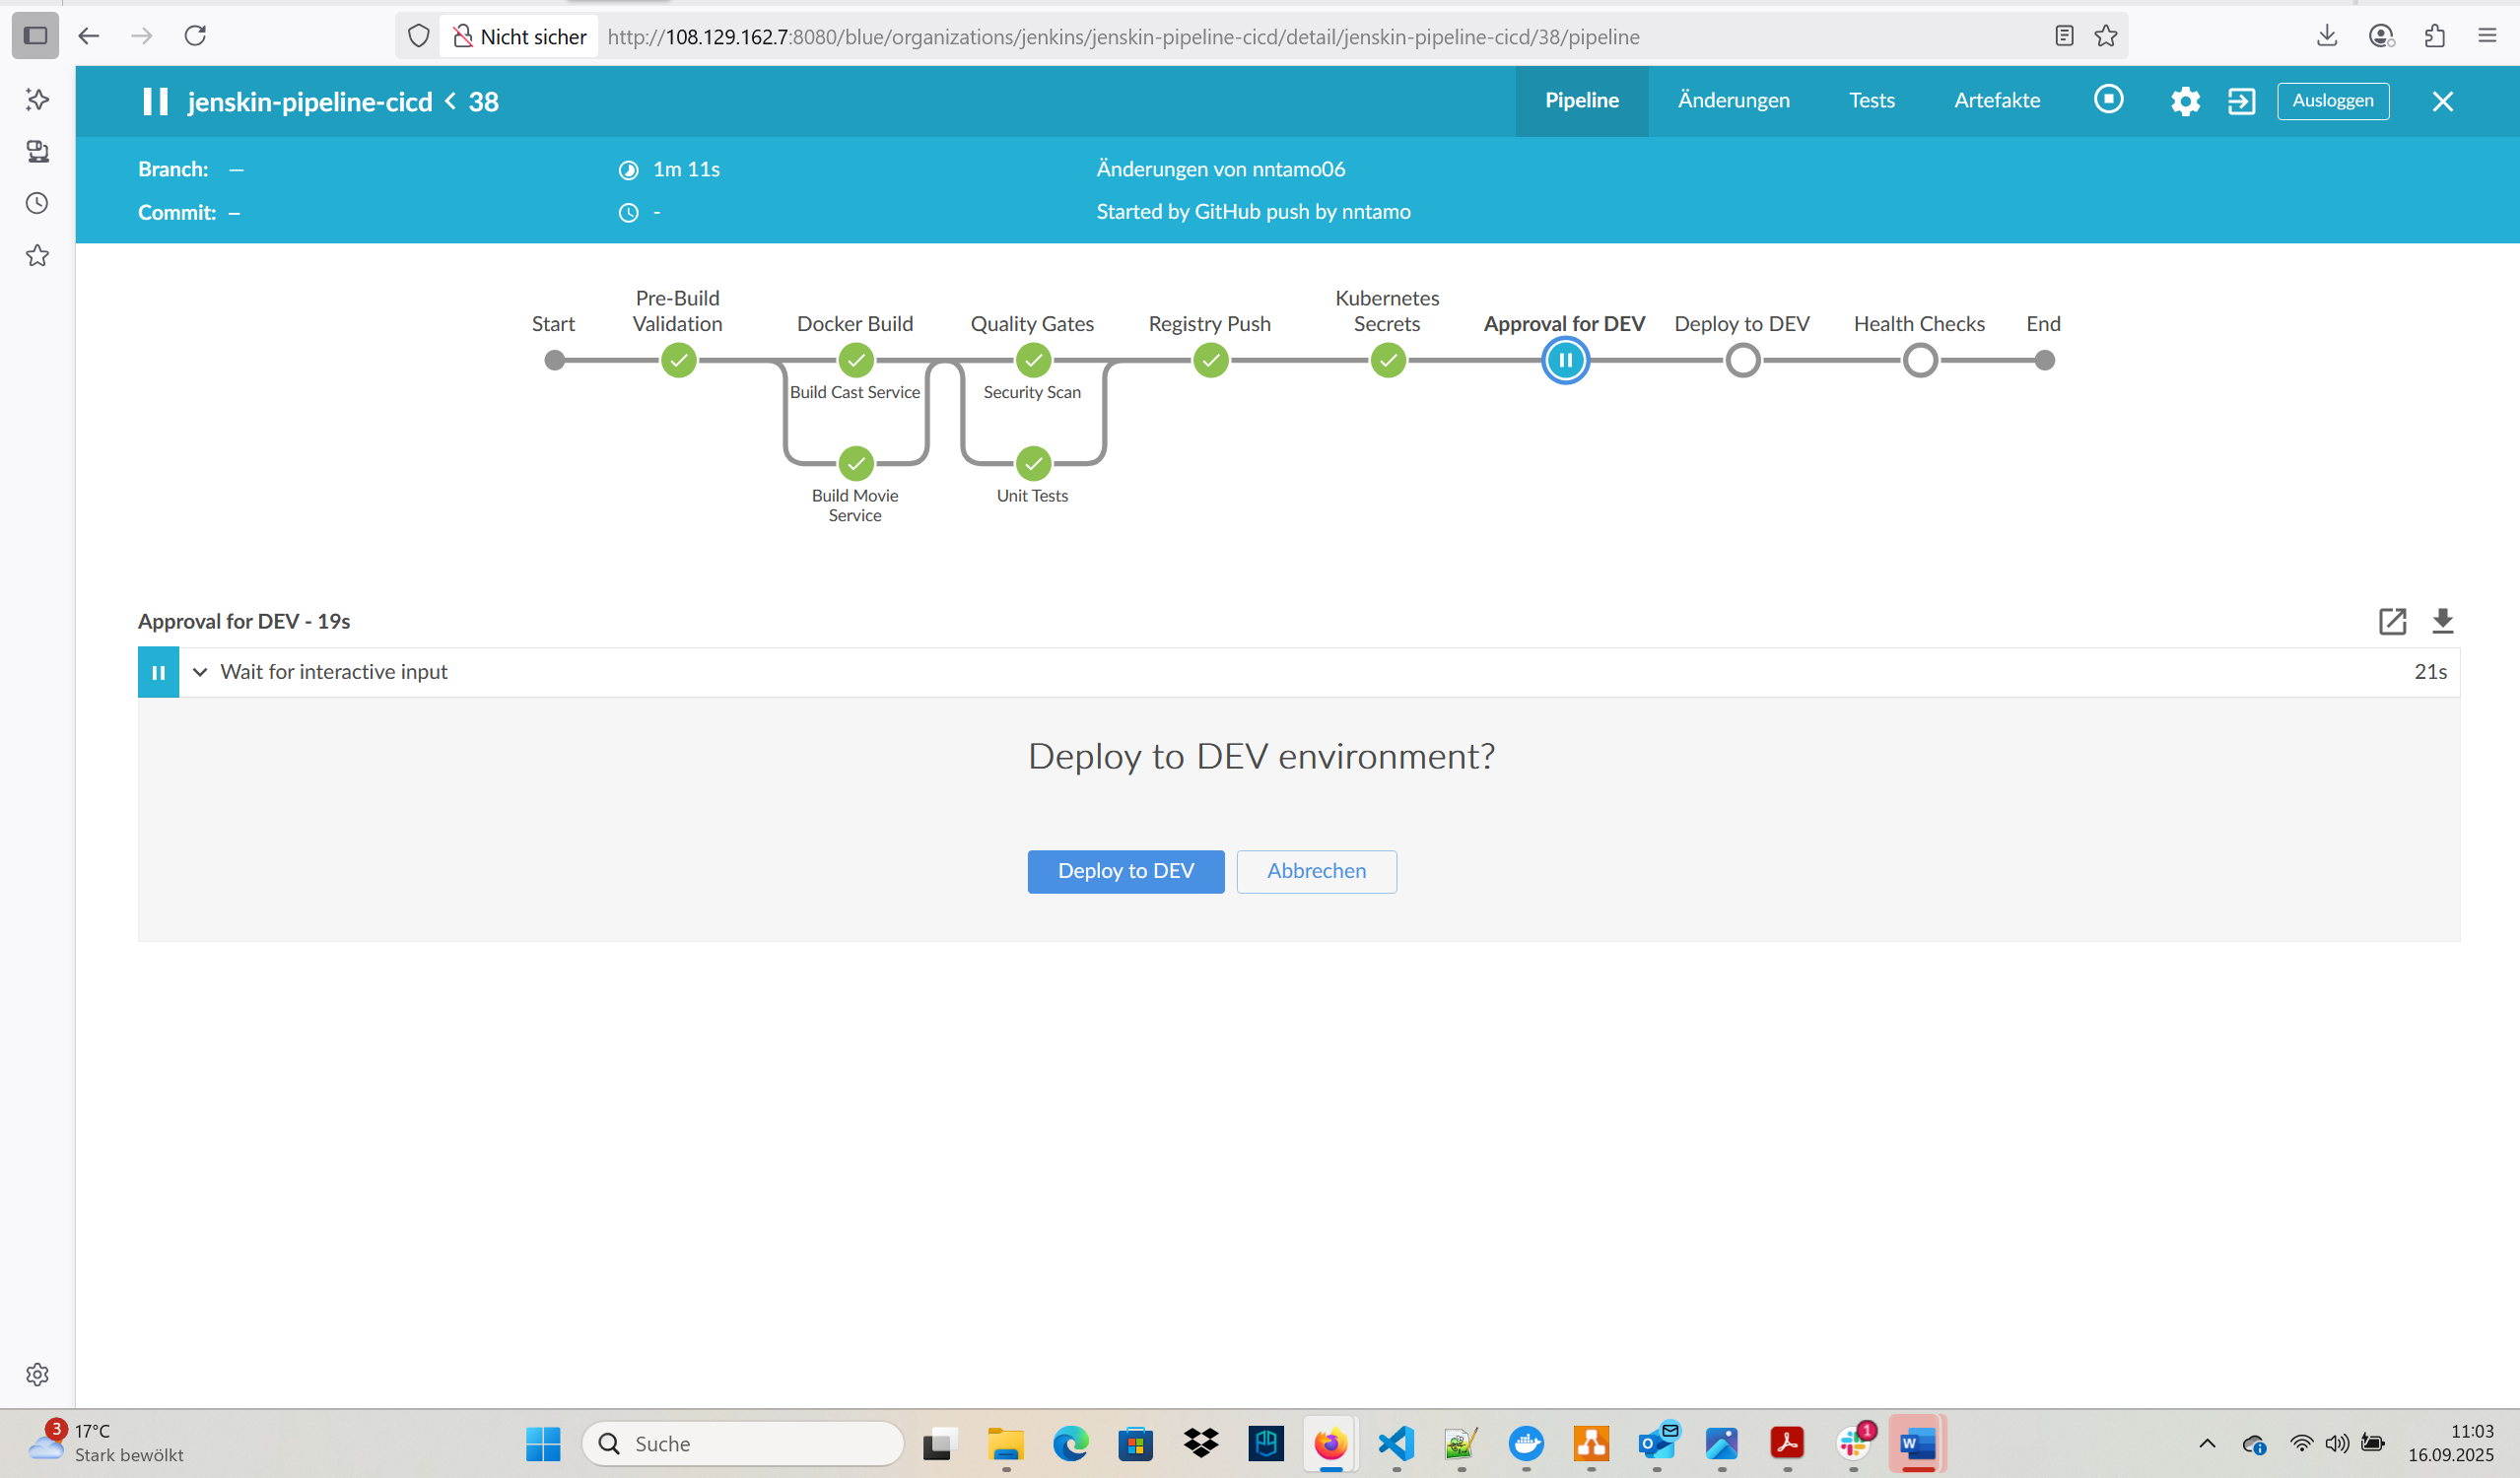 Nicht sicher
http://108.129.162.7:8080/blue/organizations/jenkins/jenskin-pipeline-cicd/detail/jenskin-pipeline-cicd/38/pipeline
jenskin-pipeline-cicd < 38
Pipeline
Änderungen
Tests
Artefakte
Ausloggen
Branch: —
1m 11s
Änderungen von nntamo06
Commit: –
-
Started by GitHub push by nntamo
Start
Pre-Build
Validation
Docker Build
Quality Gates
Registry Push
Kubernetes
Secrets
Approval for DEV
Deploy to DEV
Health Checks
End
Build Cast Service
Security Scan
Build Movie
Service
Unit Tests
Approval for DEV - 19s
Wait for interactive input
21s
Deploy to DEV environment?
Deploy to DEV
Abbrechen
3
17°C
Stark bewölkt
Suche
1
11:03
16.09.2025